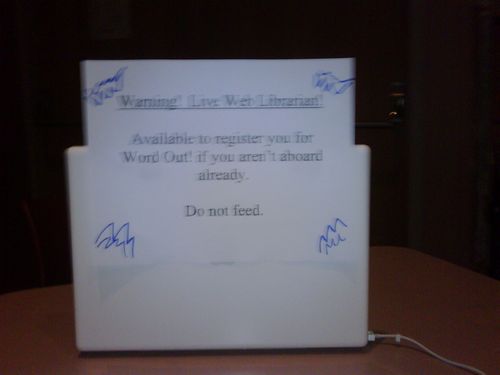 Warning! Live Web Librarian!
Available to register you for
Word Out! if you aren't aboard
already.
Do not feed.